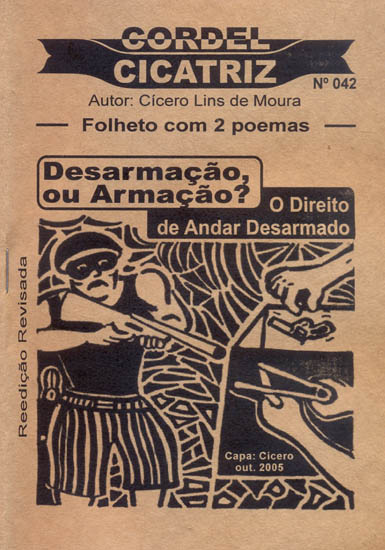 CORDEL
CICATRIZ
Nº 042
Autor: Cícero Lins de Moura
Folheto com 2 poemas
Desarmação,
ou Armação?
O Direito
de Andar Desarmado
Reedição Revisada
Capa: Cicero
out. 2005